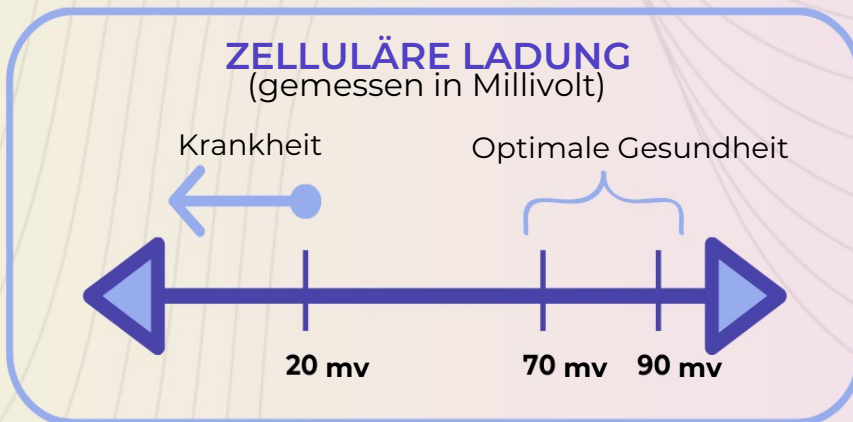 ZELLULÄRE LADUNG
(gemessen in Millivolt)
Krankheit
Optimale Gesundheit
20 mv
70 mv
90 mv